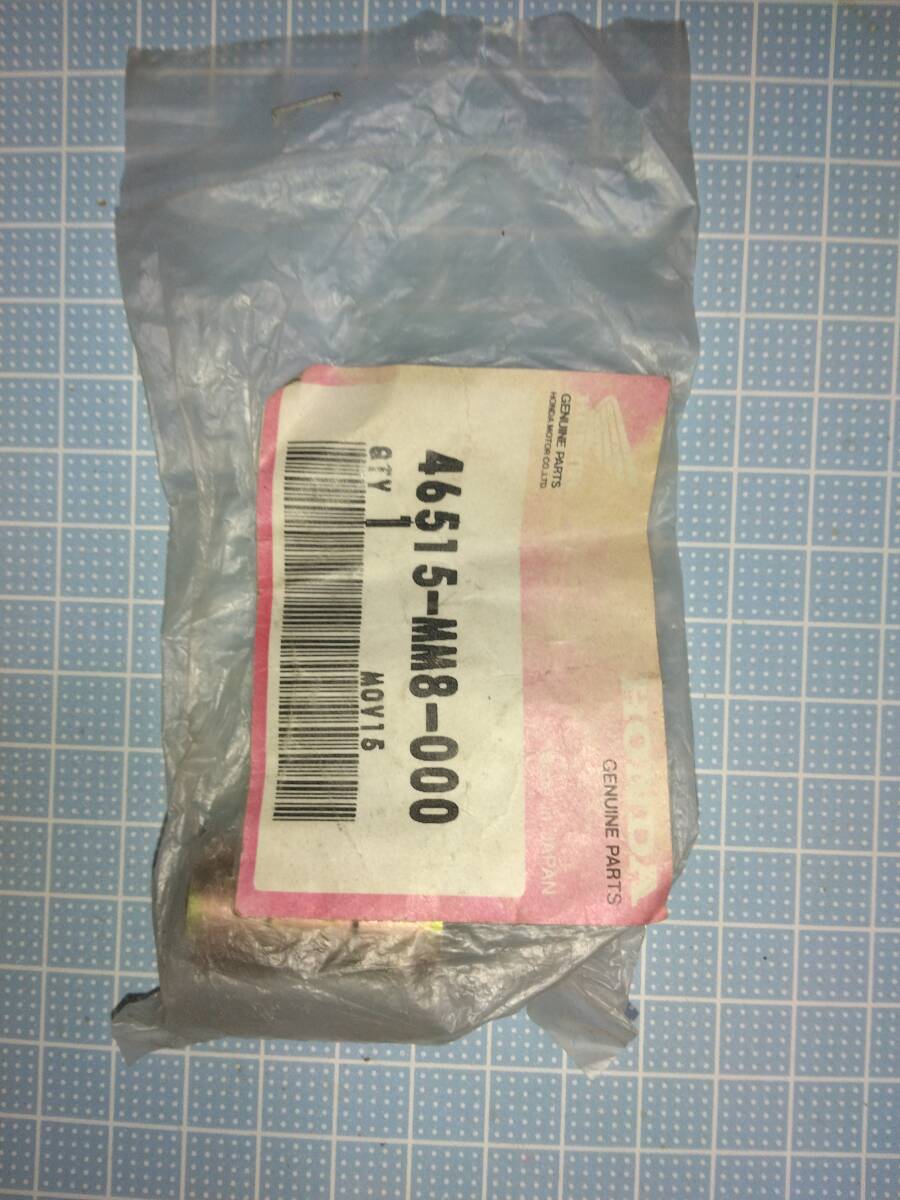 HONDA
GENUINE PARTS
GENUINE PARTS
HONDA MOTOR CO.,LTD
JAPAN
46515-MM8-000
QTY 1
MOV15